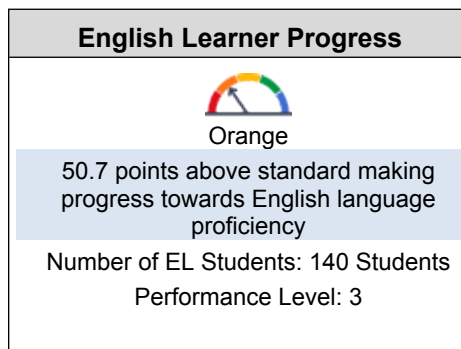 English Learner Progress
Orange
50.7 points above standard making
progress towards English language
proficiency
Number of EL Students: 140 Students
Performance Level: 3